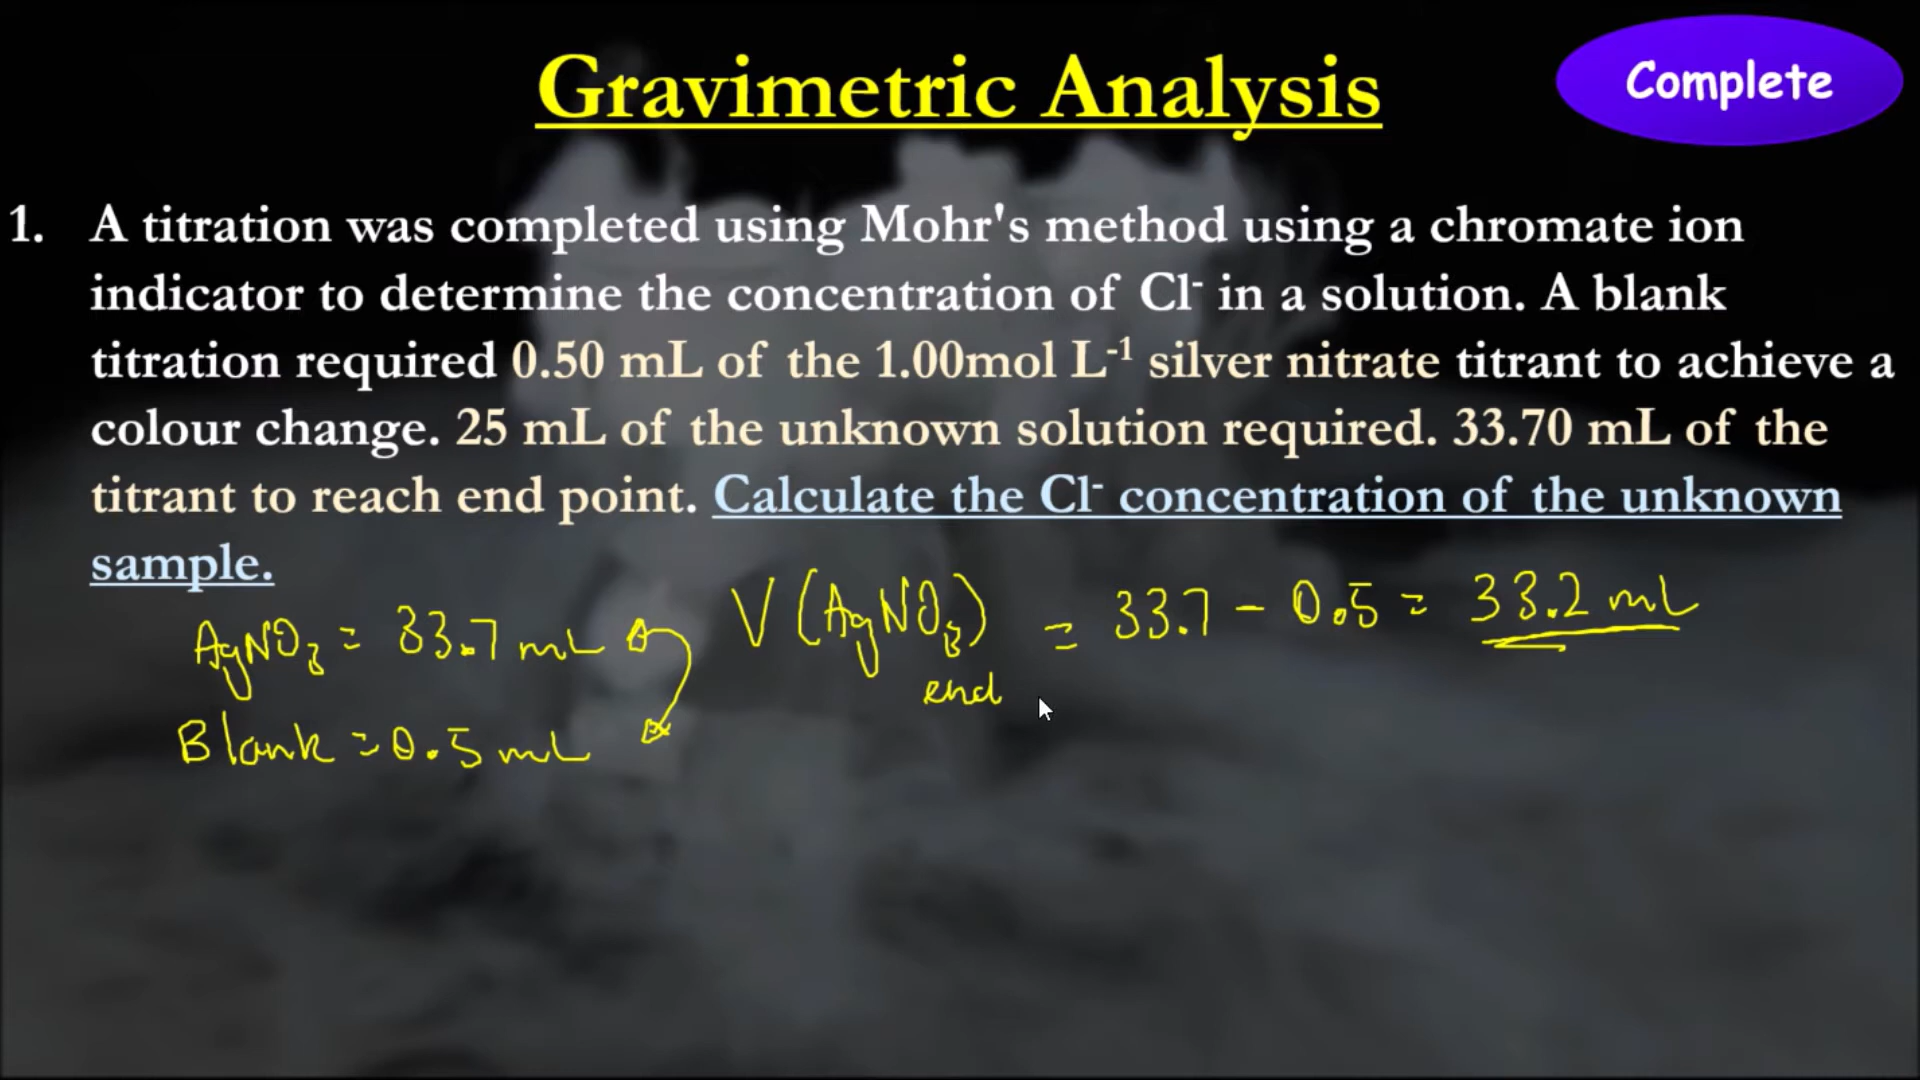 Gravimetric Analysis
Complete
1. A titration was completed using Mohr's method using a chromate ion
indicator to determine the concentration of Cl⁻ in a solution. A blank
titration required 0.50 mL of the 1.00mol L⁻¹ silver nitrate titrant to achieve a
colour change. 25 mL of the unknown solution required. 33.70 mL of the
titrant to reach end point. Calculate the Cl⁻ concentration of the unknown
sample.
AgNO₃ = 33.7 mL
Blank = 0.5 mL
V (AgNO₃) = 33.7 - 0.5 = 33.2 mL
end